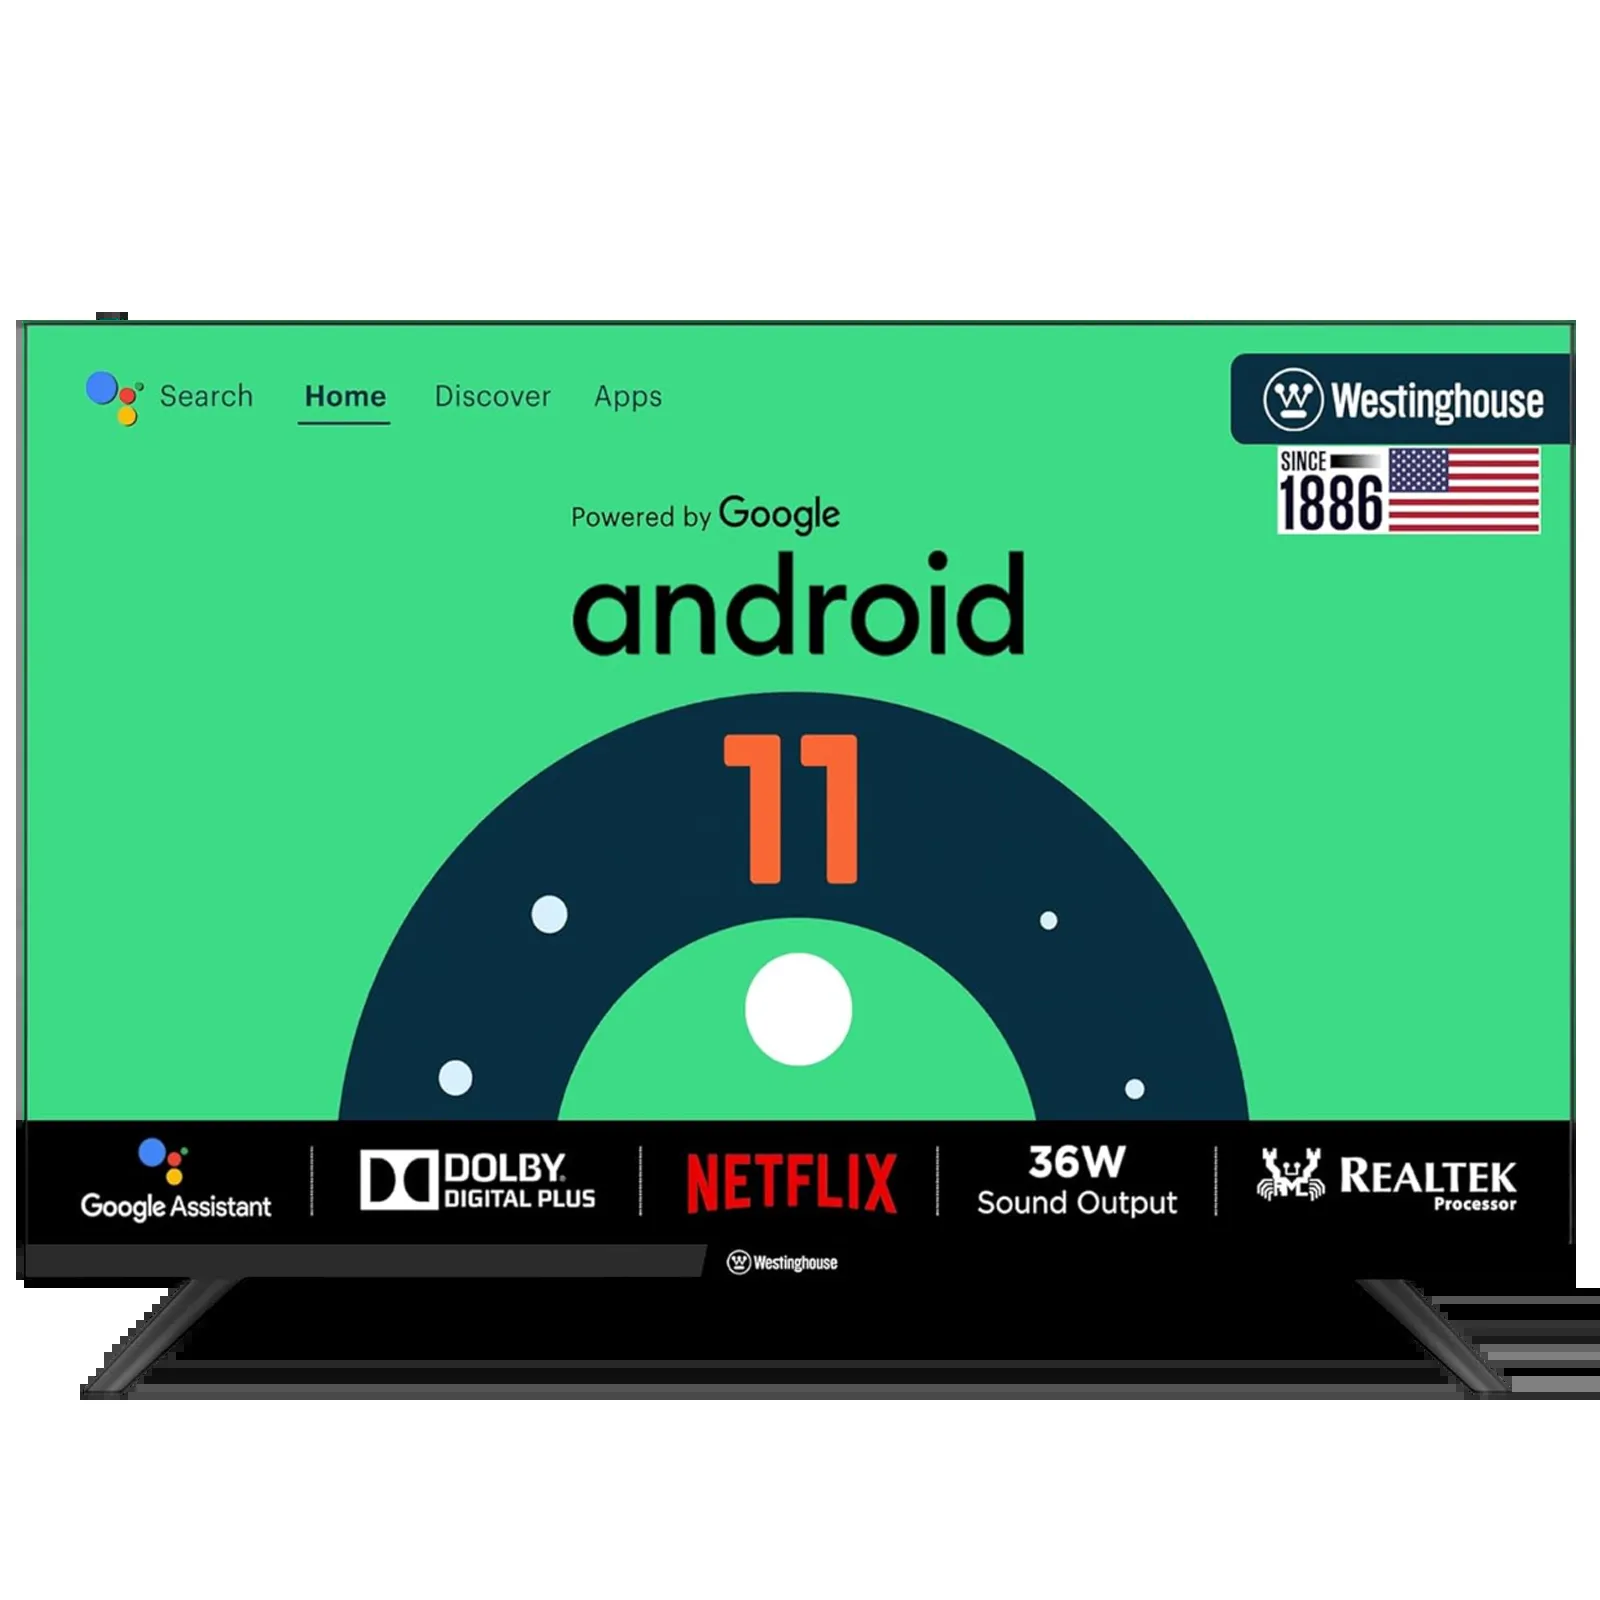 Search Home Discover Apps
Westinghouse
SINCE
1886
Powered by Google
android
11
Google Assistant
DOLBY
DIGITAL PLUS
NETFLIX
36W
Sound Output
REALTEK
Processor
Westinghouse